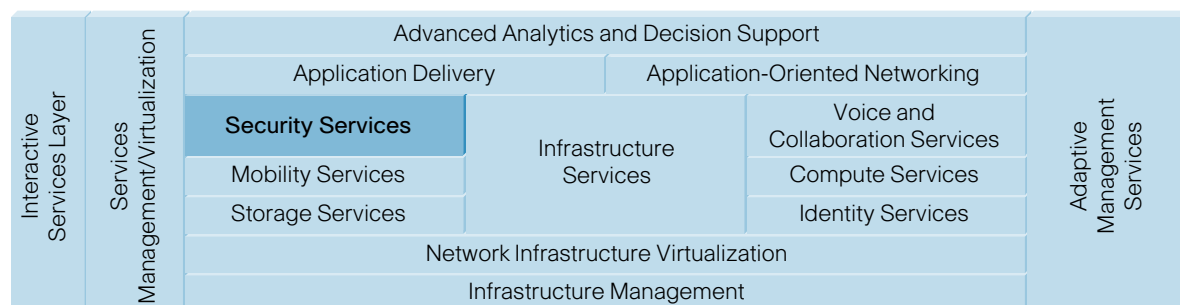 Interactive
Services Layer
Services
Management/Virtualization
Advanced Analytics and Decision Support
Application Delivery
Application-Oriented Networking
Security Services
Mobility Services
Storage Services
Infrastructure
Services
Voice and
Collaboration Services
Compute Services
Identity Services
Network Infrastructure Virtualization
Infrastructure Management
Adaptive
Management
Services